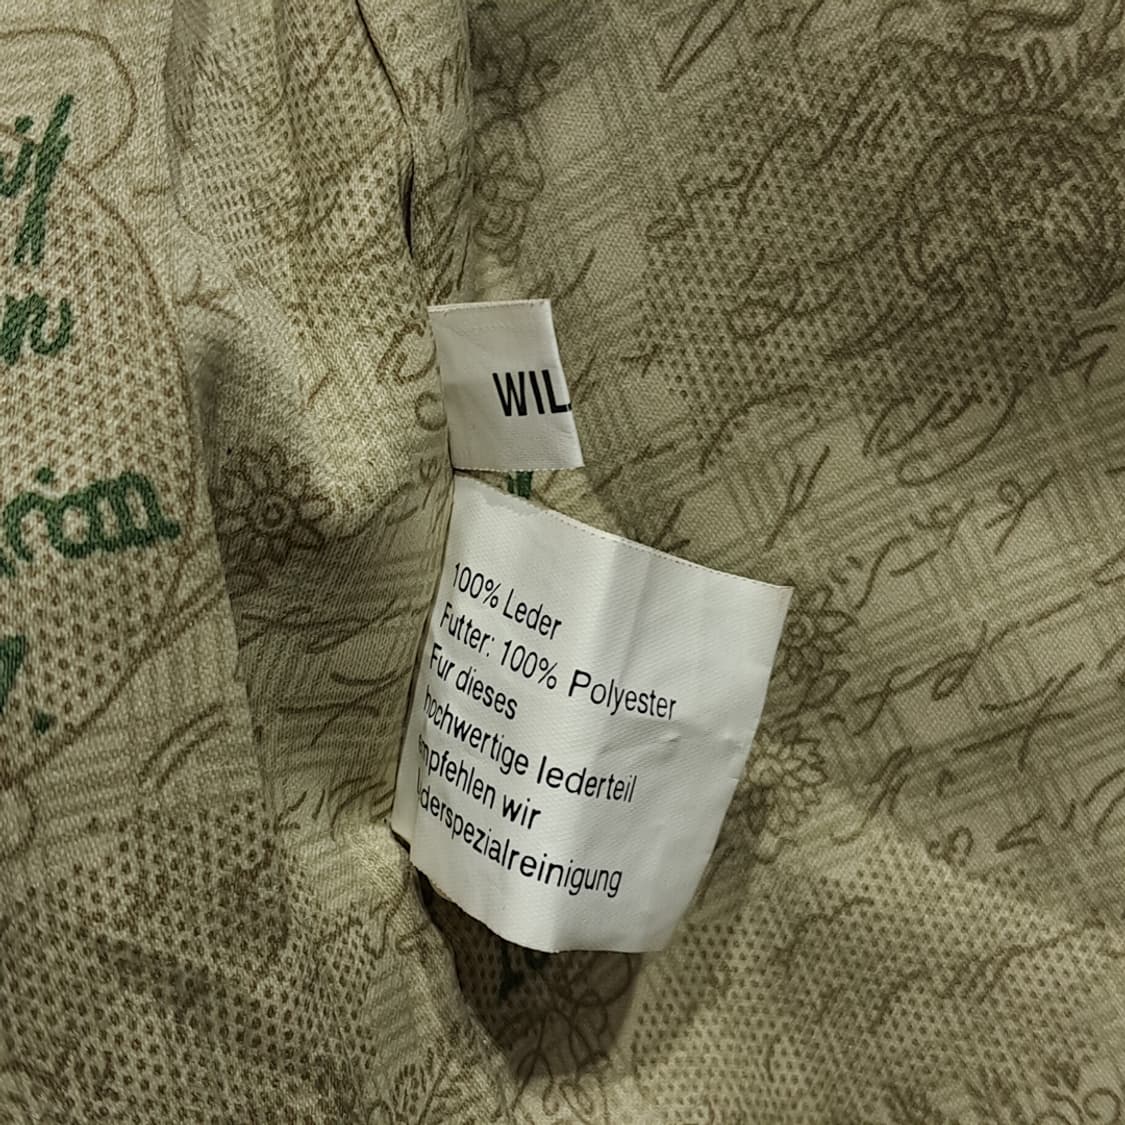 WIL
100% Leder
Futter: 100% Polyester
Fur dieses
hochwertige lederteil
mpfehlen wir
derspezialreinigung